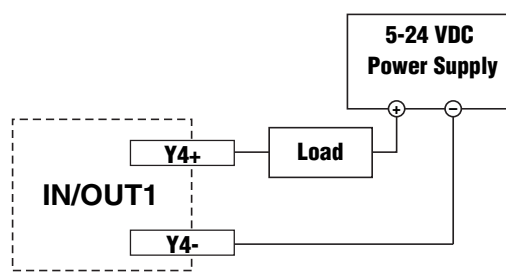 5-24 VDC
Power Supply
+ −
Y4+
Load
IN/OUT1
Y4-